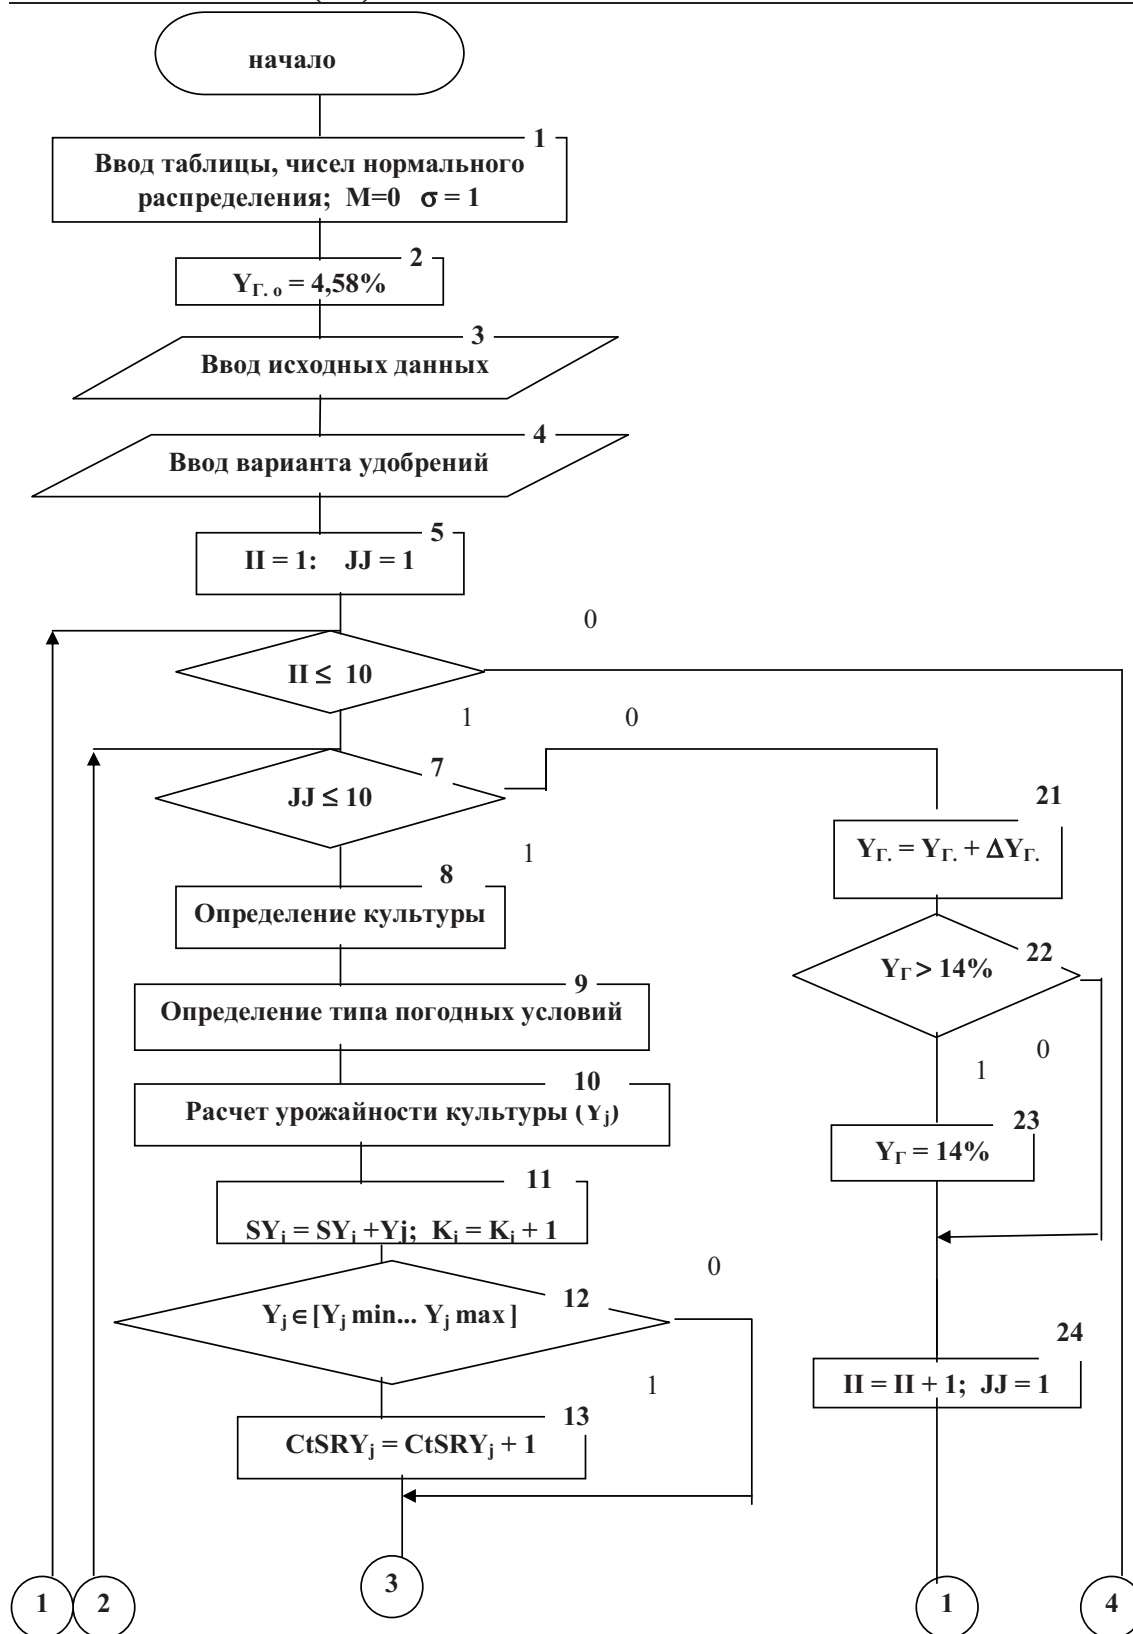 начало
1
Ввод таблицы, чисел нормального
распределения; M=0 σ = 1
2
Y Г. о = 4,58%
3
Ввод исходных данных
4
Ввод варианта удобрений
5
II = 1: JJ = 1
0
II ≤ 10
1
0
7
JJ ≤ 10
1
8
Определение культуры
9
Определение типа погодных условий
10
Расчет урожайности культуры (Yj)
11
SYj = SYj +Yj; Kj = Kj + 1
0
12
Yj ∈ [Yj min... Yj max ]
1
13
CtSRYj = CtSRYj + 1
3
1
2
21
YГ. = YГ. + ΔYГ.
22
YГ > 14%
0
1
23
YГ = 14%
24
II = II + 1; JJ = 1
1
4